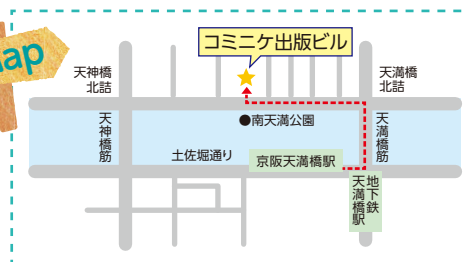 map
コミニケ出版ビル
天神橋
北詰
天満橋
北詰
●南天満公園
天神橋筋
天満橋筋
土佐堀通り
京阪天満橋駅
地下鉄
天満橋駅